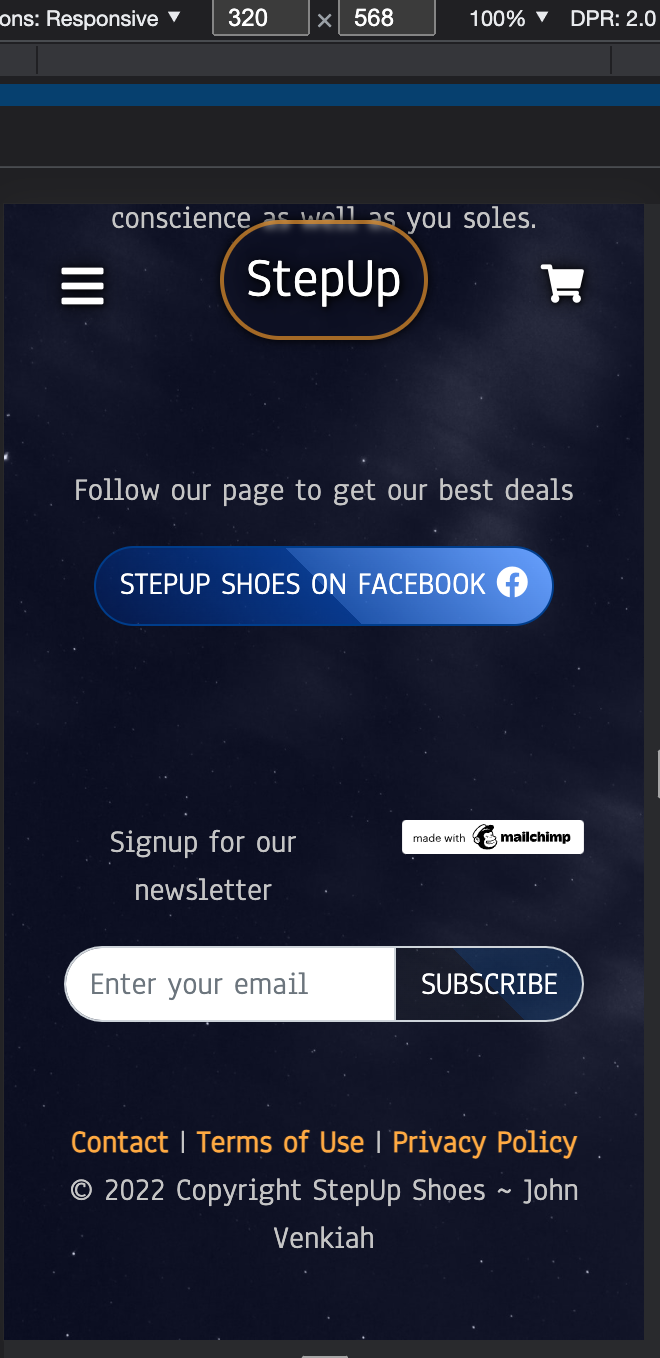 ons: Responsive ▼ 320 × 568 100% ▼ DPR: 2.0
conscience as well as you soles.
StepUp
Follow our page to get our best deals
STEPUP SHOES ON FACEBOOK
Signup for our
newsletter
made with mailchimp
Enter your email SUBSCRIBE
Contact | Terms of Use | Privacy Policy
© 2022 Copyright StepUp Shoes ~ John
Venkiah